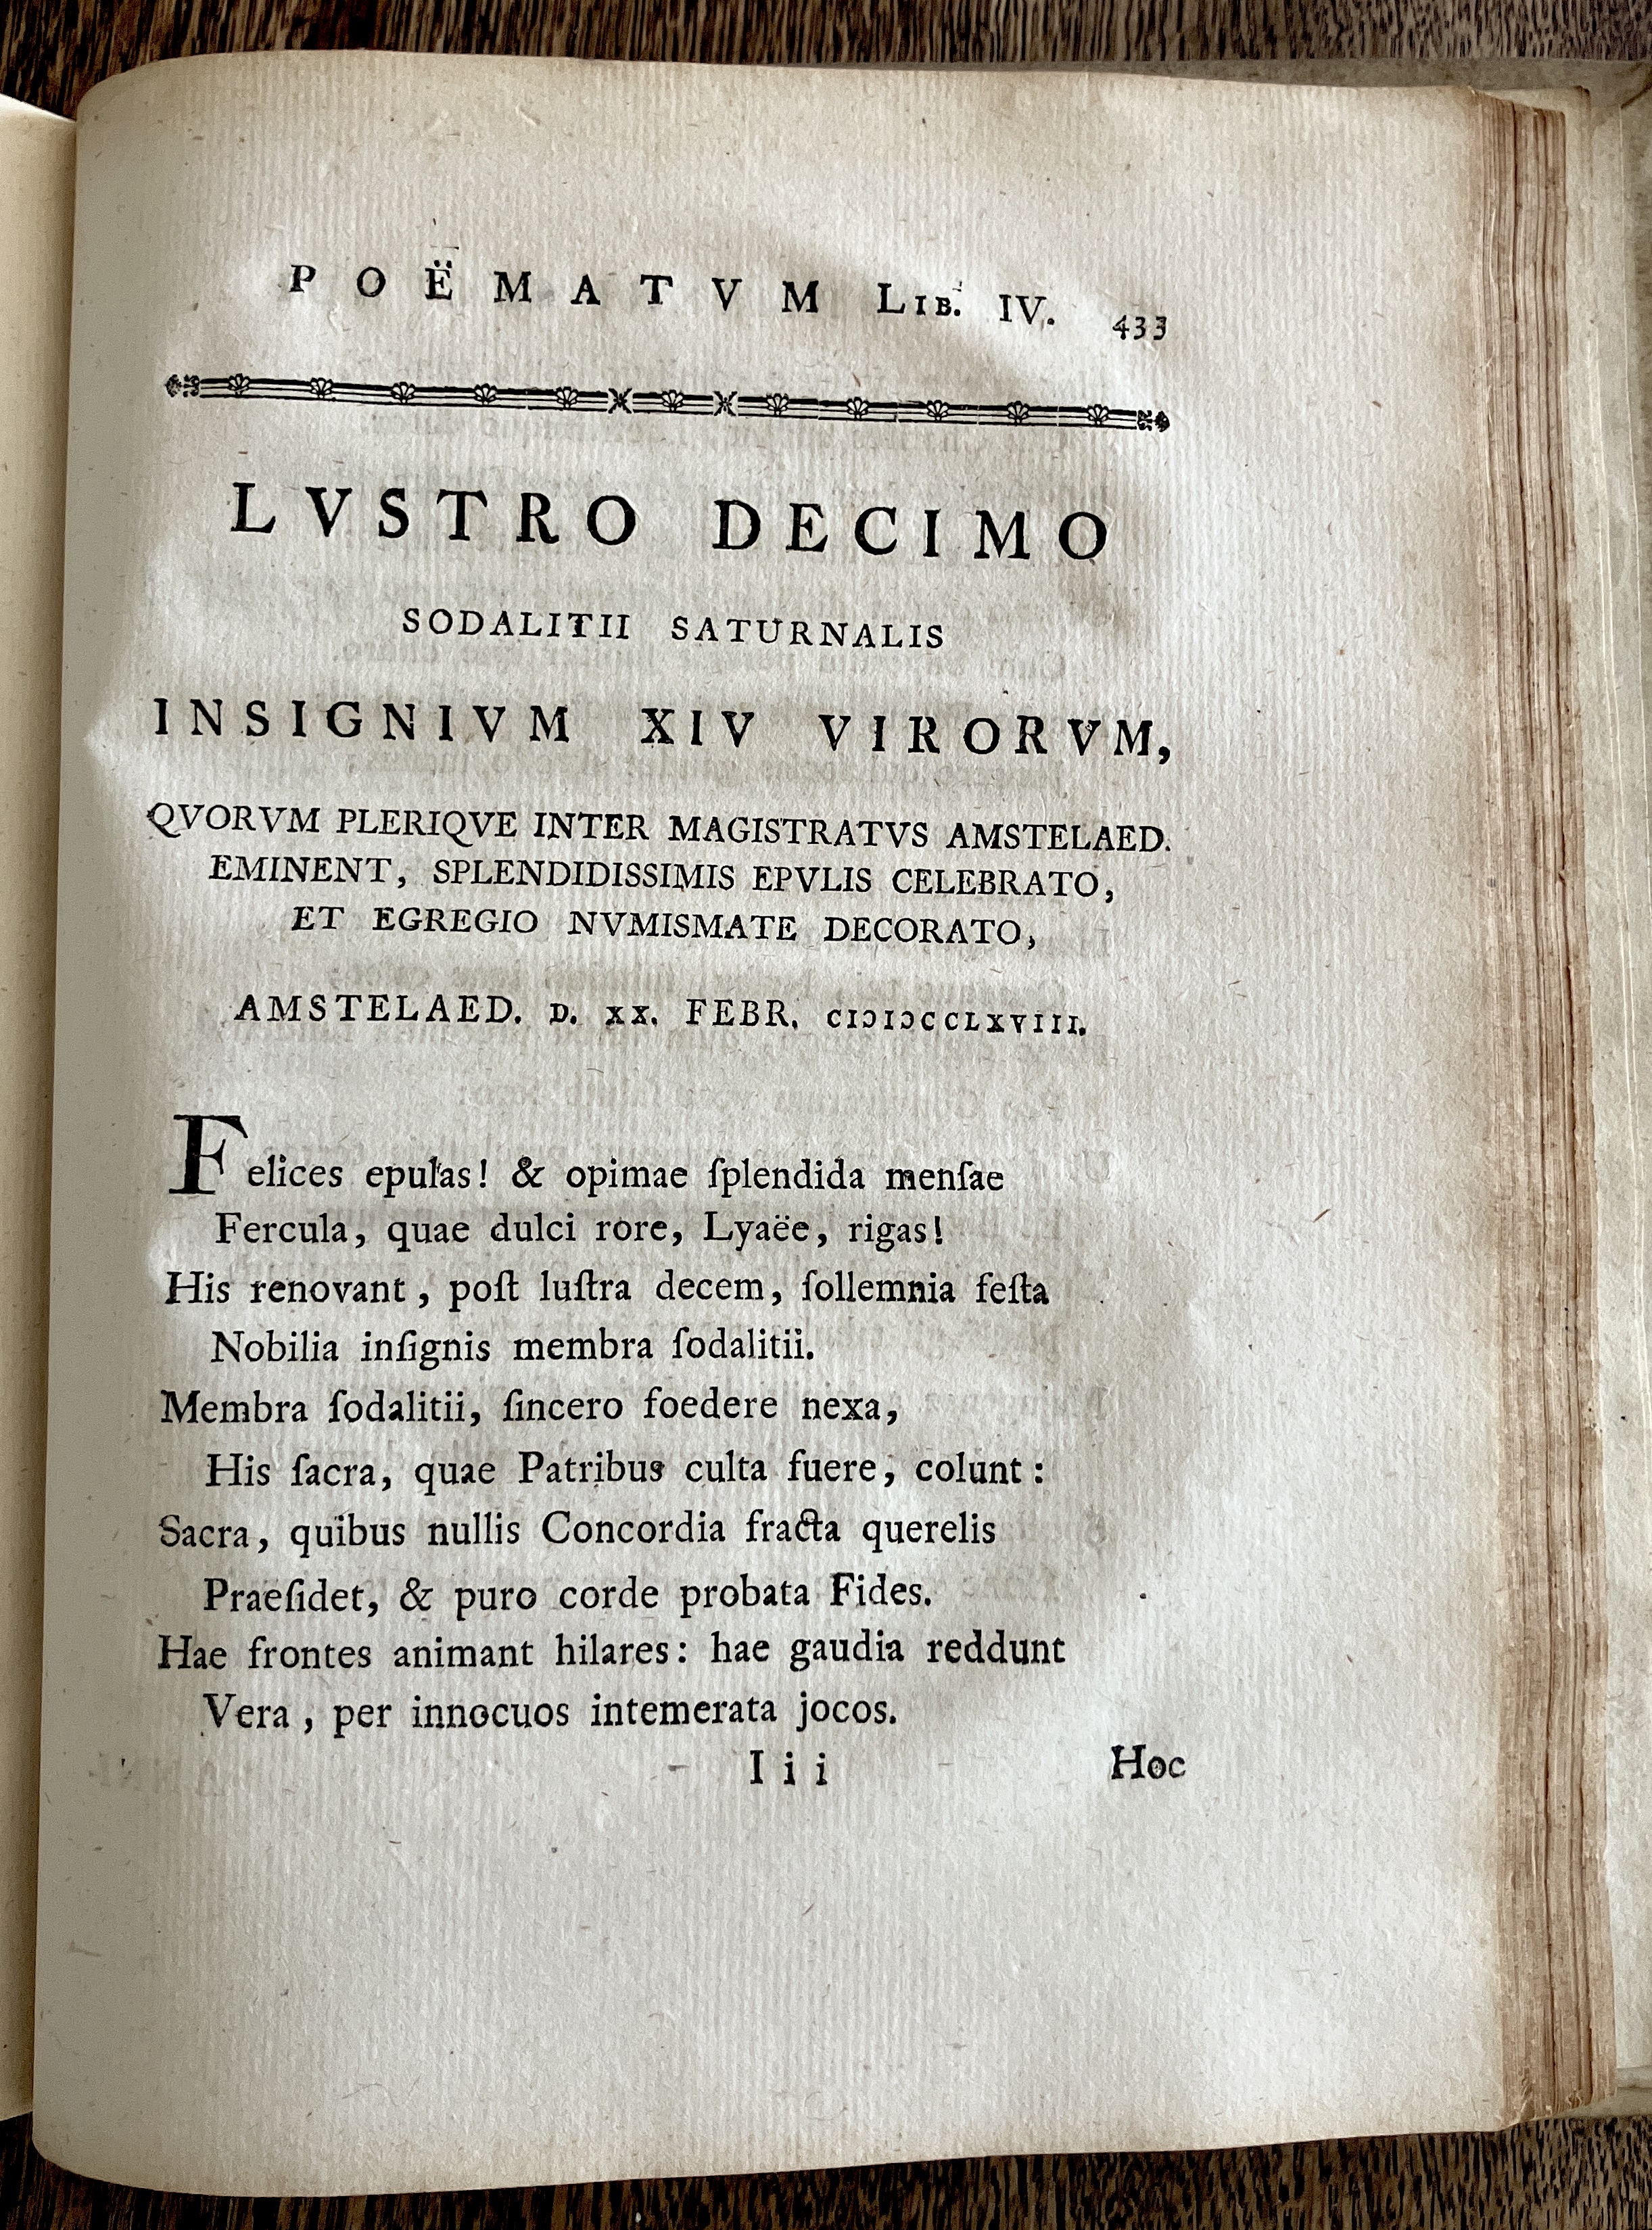 POËMATVM LIB. IV. 433
LVSTRO DECIMO
SODALITII SATURNALIS
INSIGNIVM XIV VIRORVM,
QVORVM PLERIQVE INTER MAGISTRATVS AMSTELAED.
EMINENT, SPLENDIDISSIMIS EPVLIS CELEBRATO,
ET EGREGIO NVMISMATE DECORATO,
AMSTELAED. D. XX. FEBR. CIↃIↃCCLXVIII.
Felices epulas! & opimae ſplendida menſae
Fercula, quae dulci rore, Lyaëe, rigas!
His renovant, poſt luſtra decem, ſollemnia feſta
Nobilia inſignis membra ſodalitii.
Membra ſodalitii, ſincero foedere nexa,
His ſacra, quae Patribus culta fuere, colunt:
Sacra, quibus nullis Concordia fracta querelis
Praeſidet, & puro corde probata Fides.
Hae frontes animant hilares: hae gaudia reddunt
Vera, per innocuos intemerata jocos.
Iii Hoc